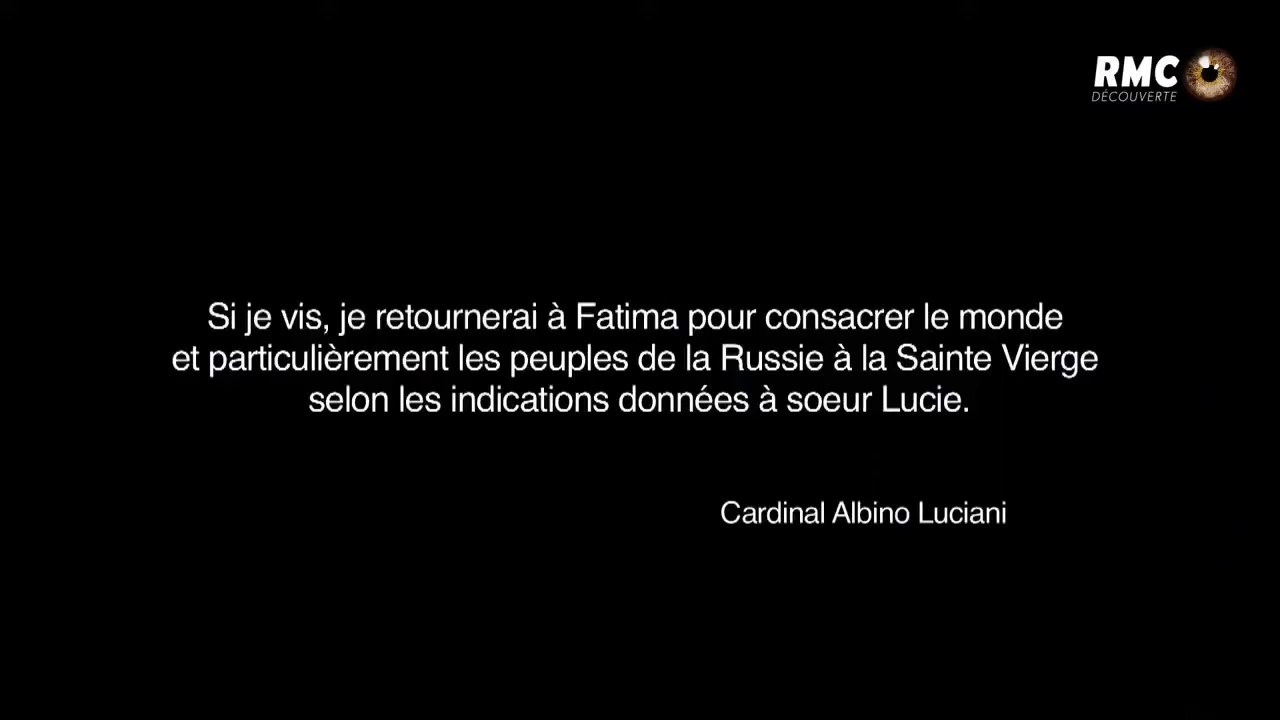 RMC
DÉCOUVERTE
Si je vis, je retournerai à Fatima pour consacrer le monde
et particulièrement les peuples de la Russie à la Sainte Vierge
selon les indications données à soeur Lucie.
Cardinal Albino Luciani